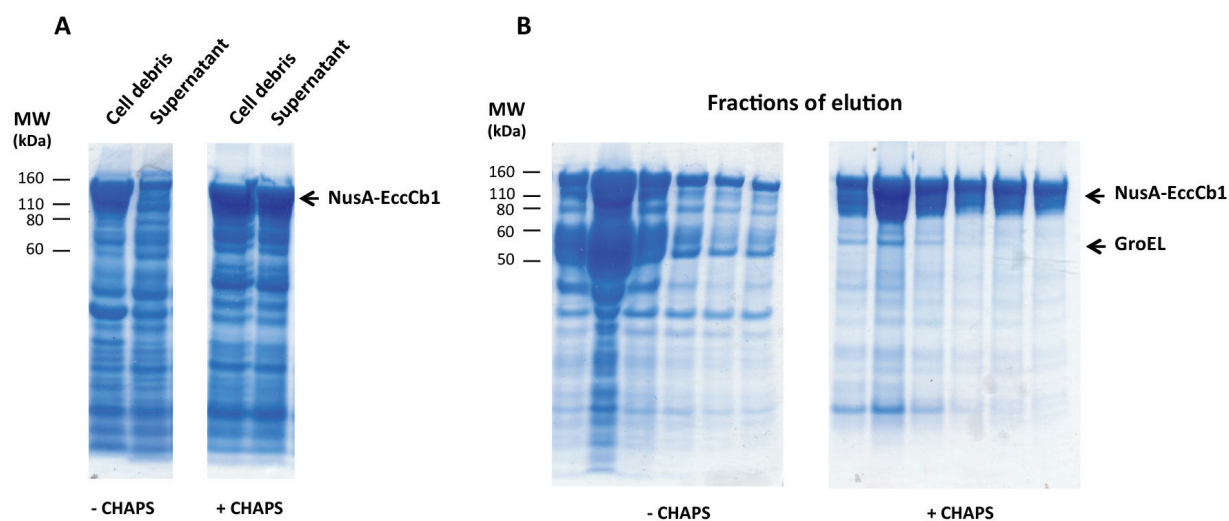 A
Cell debris
Supernatant
Cell debris
Supernatant
MW
(kDa)
160
110
80
60
NusA-EccCb1
- CHAPS
+ CHAPS
B
Fractions of elution
MW
(kDa)
160
110
80
60
50
NusA-EccCb1
GroEL
- CHAPS
+ CHAPS